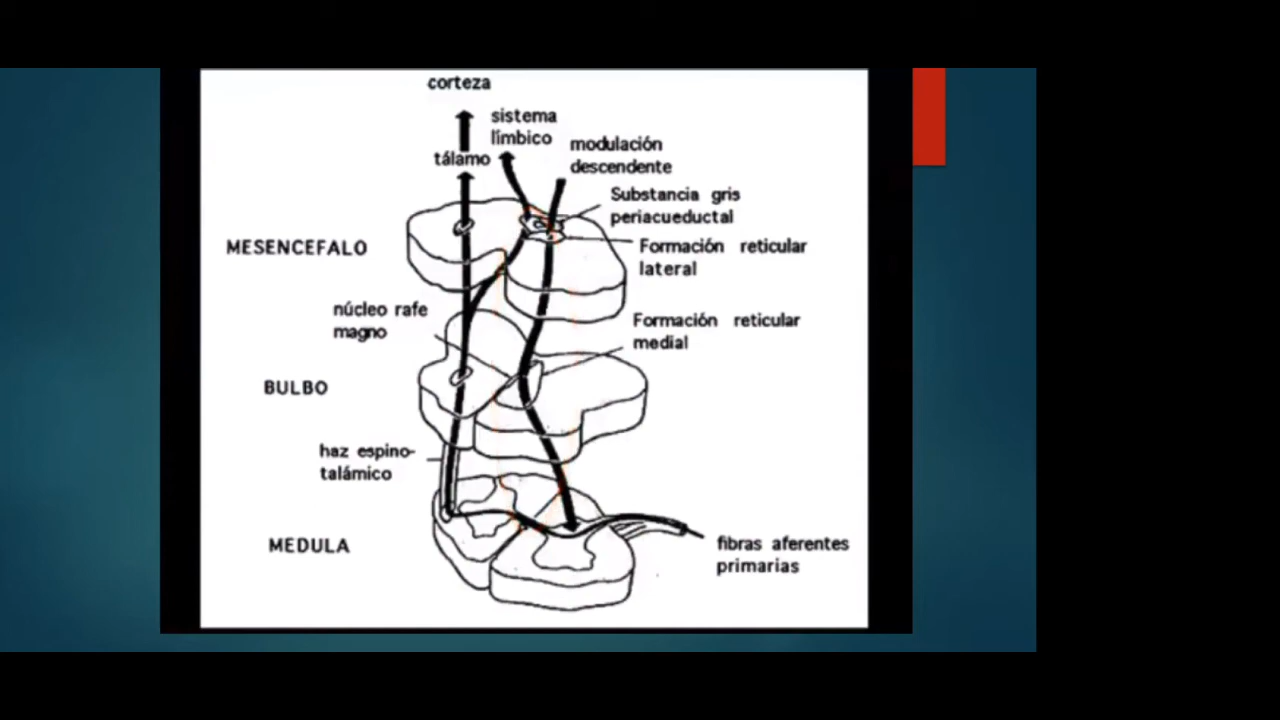 corteza
sistema
límbico
modulación
descendente
tálamo
Substancia gris
periacueductal
MESENCEFALO
Formación reticular
lateral
núcleo rafe
magno
Formación reticular
medial
BULBO
haz espino-
talámico
MEDULA
fibras aferentes
primarias